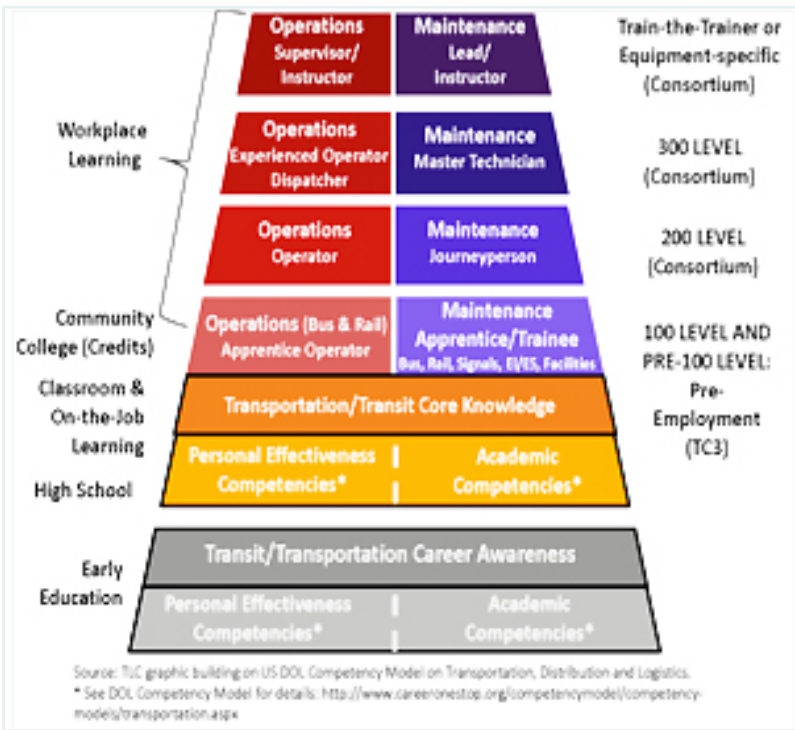 Operations
Supervisor/
Instructor
Maintenance
Lead/
Instructor
Train-the-Trainer or
Equipment-specific
(Consortium)
Workplace
Learning
Operations
Experienced Operator
Dispatcher
Maintenance
Master Technician
300 LEVEL
(Consortium)
Operations
Operator
Maintenance
Journeyperson
200 LEVEL
(Consortium)
Community
College (Credits)
Operations (Bus & Rail)
Apprentice Operator
Maintenance
Apprentice/Trainee
Bus, Rail, Signals, El/ES, Facilities
100 LEVEL AND
PRE-100 LEVEL:
Pre-
Employment
(TC3)
Classroom &
On-the-Job
Learning
Transportation/Transit Core Knowledge
High School
Personal Effectiveness
Competencies*
Academic
Competencies*
Early
Education
Transit/Transportation Career Awareness
Personal Effectiveness
Competencies*
Academic
Competencies*
Source: TLC graphic building on US DOL Competency Model on Transportation, Distribution and Logistics.
* See DOL Competency Model for details: http://www.careeronestop.org/competencymodel/competency-
models/transportation.aspx